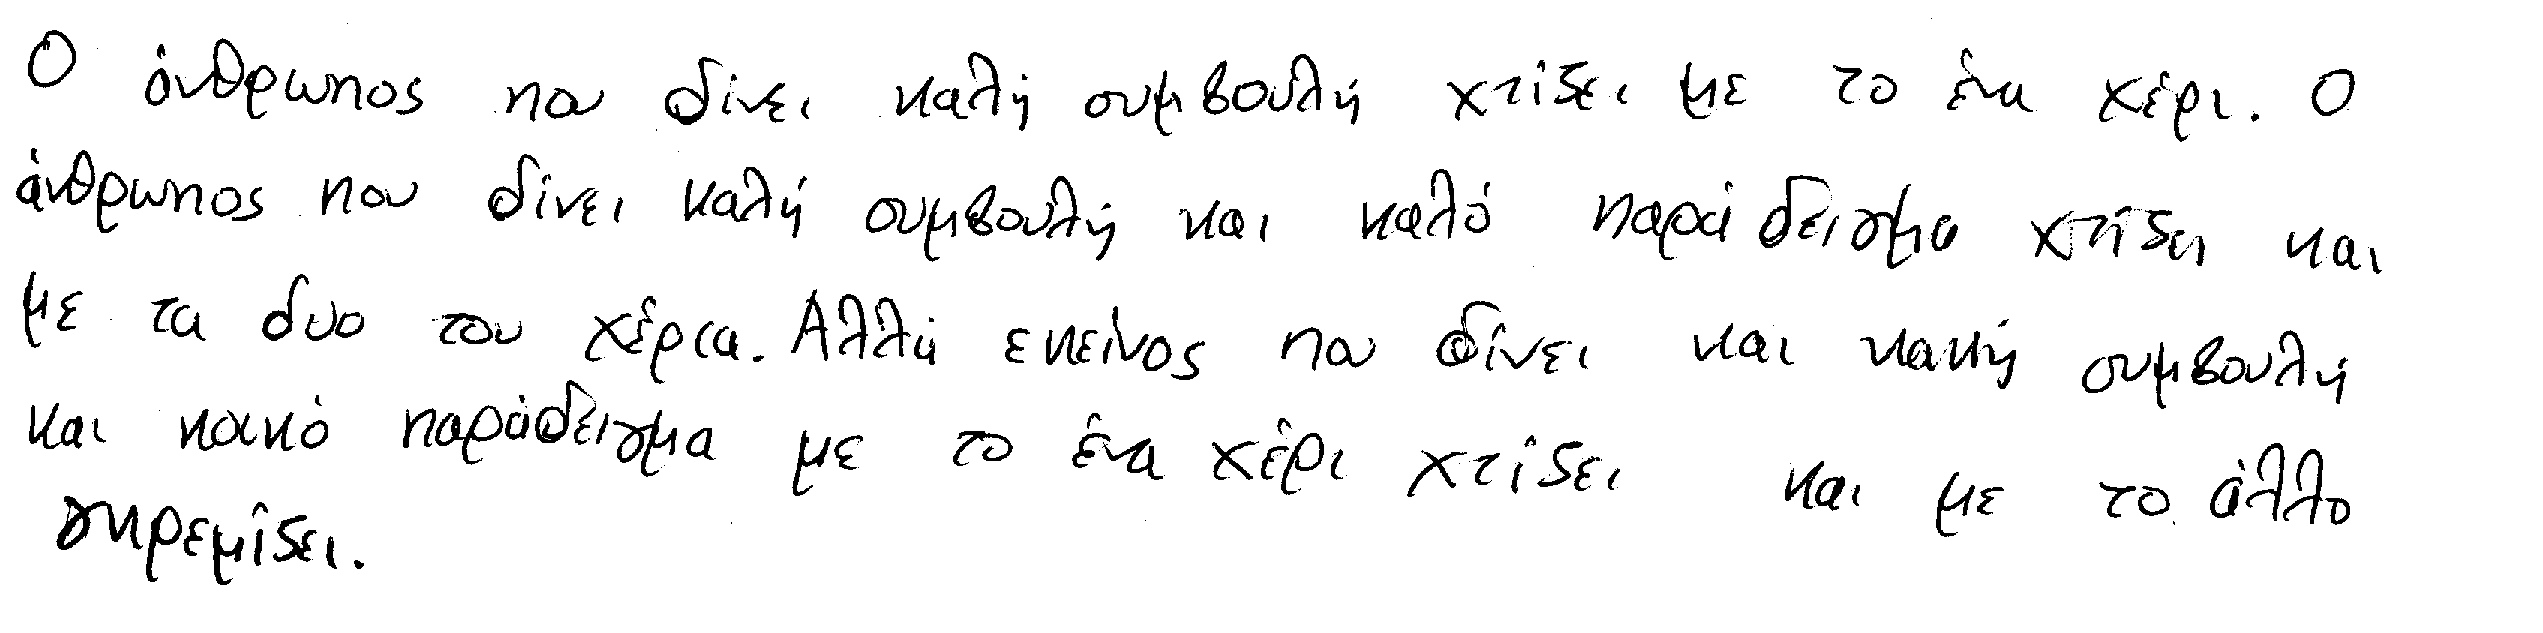 Ο άνθρωπος που δίνει καλή συμβουλή χτίζει με το ένα χέρι. Ο
άνθρωπος που δίνει καλή συμβουλή και καλό παράδειγμα χτίζει και
με τα δυο του χέρια. Αλλά εκείνος που δίνει και κακή συμβουλή
και κακό παράδειγμα με το ένα χέρι χτίζει και με το άλλο
γκρεμίζει.